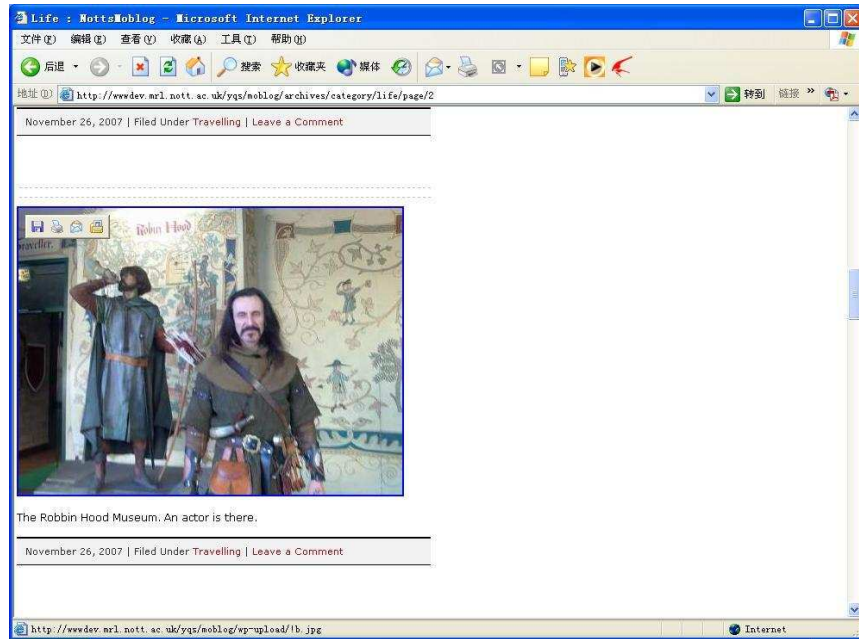 Life : NottsMoblog - Microsoft Internet Explorer
文件(F) 编辑(E) 查看(V) 收藏(A) 工具(T) 帮助(H)
后退 搜索 收藏夹 媒体
地址(D) http://wwwdev.mrl.nott.ac.uk/yqs/moblog/archives/category/life/page/2 转到 链接 »
November 26, 2007 | Filed Under Travelling | Leave a Comment
Robin Hood
traveller.
The Robbin Hood Museum. An actor is there.
November 26, 2007 | Filed Under Travelling | Leave a Comment
http://wwwdev.mrl.nott.ac.uk/yqs/moblog/wp-upload/!b.jpg Internet